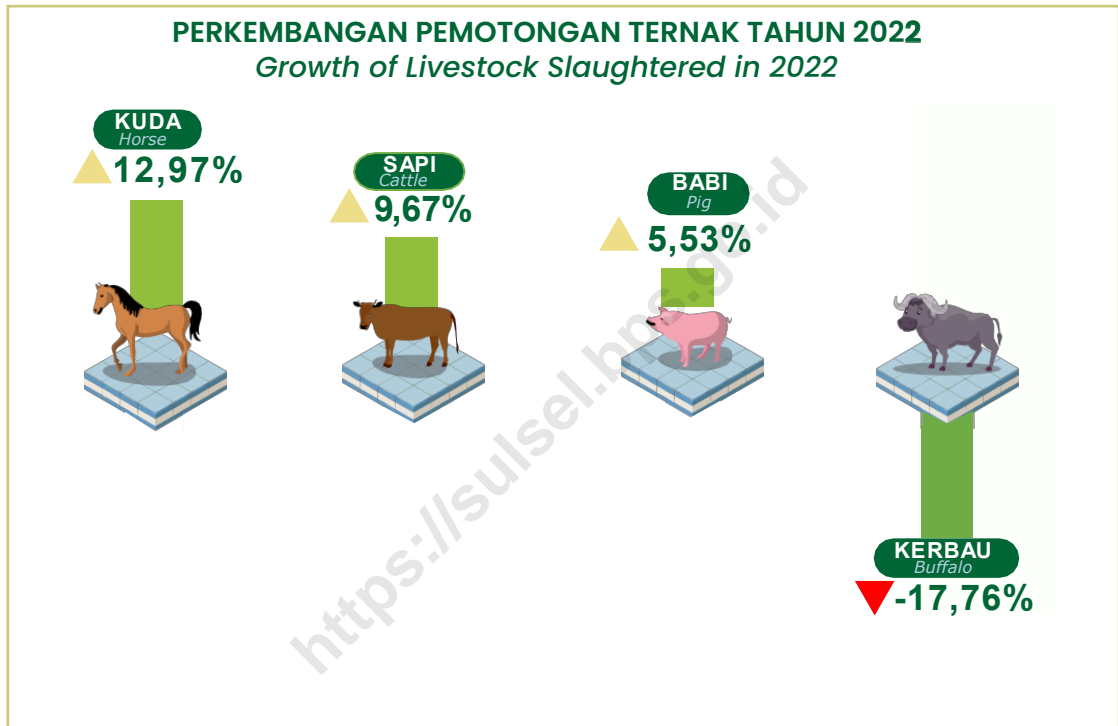 PERKEMBANGAN PEMOTONGAN TERNAK TAHUN 2022
Growth of Livestock Slaughtered in 2022
KUDA
Horse
12,97%
SAPI
Cattle
9,67%
BABI
Pig
5,53%
KERBAU
Buffalo
-17,76%
https://sulsel.bps.go.id